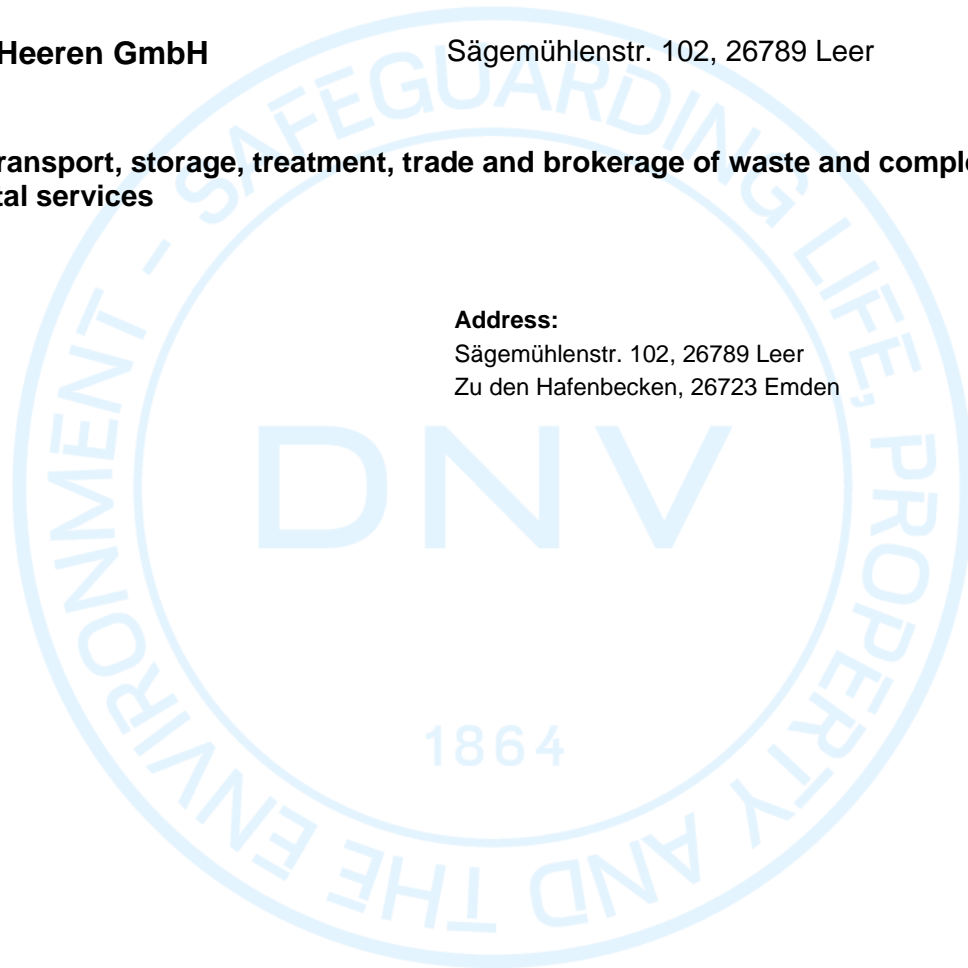 Heeren GmbH Sägemühlenstr. 102, 26789 Leer
ransport, storage, treatment, trade and brokerage of waste and comple
tal services
Address:
Sägemühlenstr. 102, 26789 Leer
Zu den Hafenbecken, 26723 Emden
SAFEGUARDING LIFE, PROPERTY AND THE ENVIRONMENT -
DNV
1864